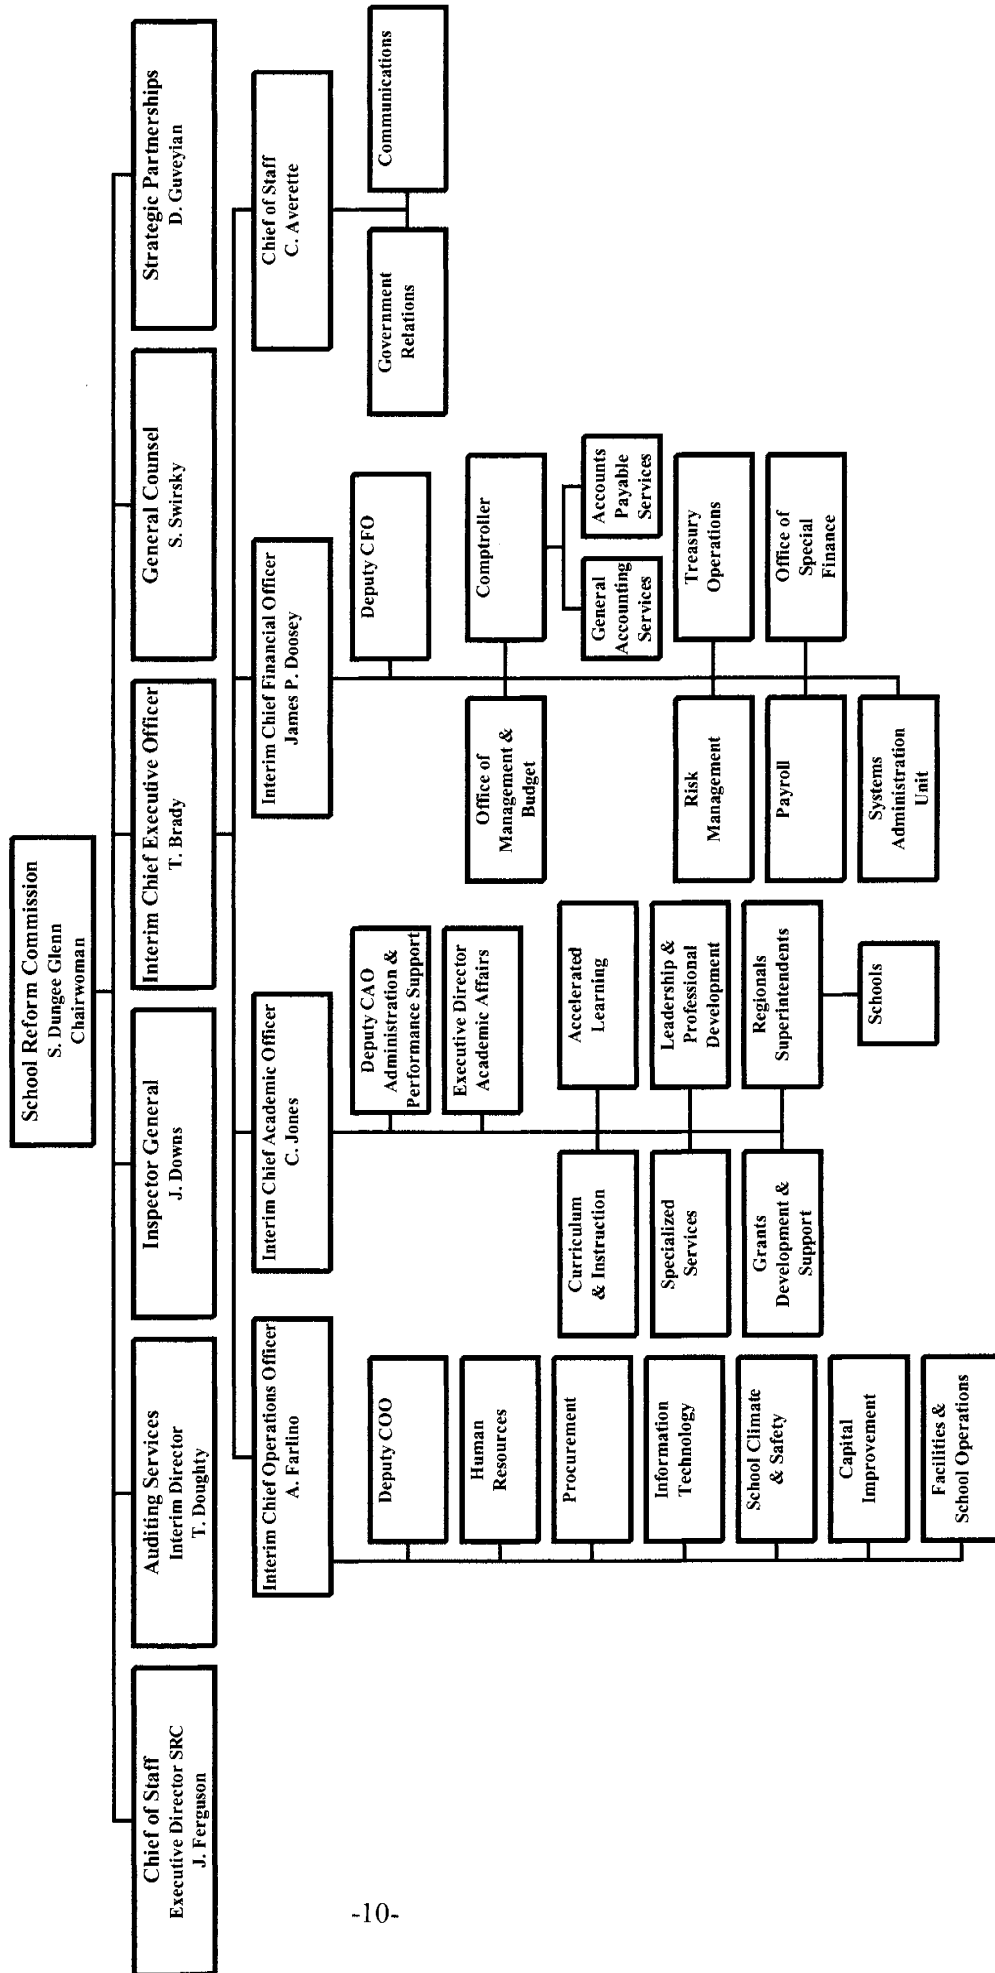 School Reform Commission
S. Dungee Glenn
Chairwoman
Chief of Staff
Executive Director SRC
J. Ferguson
Auditing Services
Interim Director
T. Doughty
Inspector General
J. Downs
Interim Chief Executive Officer
T. Brady
General Counsel
S. Swirsky
Strategic Partnerships
D. Guveyian
Interim Chief Operations Officer
A. Farlino
Interim Chief Academic Officer
C. Jones
Interim Chief Financial Officer
James P. Doosey
Chief of Staff
C. Averette
Deputy COO
Human
Resources
Procurement
Information
Technology
School Climate
& Safety
Capital
Improvement
Facilities &
School Operations
Deputy CAO
Administration &
Performance Support
Executive Director
Academic Affairs
Curriculum
& Instruction
Accelerated
Learning
Specialized
Services
Leadership &
Professional
Development
Grants
Development &
Support
Regionals
Superintendents
Schools
Deputy CFO
Office of
Management &
Budget
Comptroller
General
Accounting
Services
Accounts
Payable
Services
Risk
Management
Treasury
Operations
Payroll
Office of
Special
Finance
Systems
Administration
Unit
Government
Relations
Communications
-10-